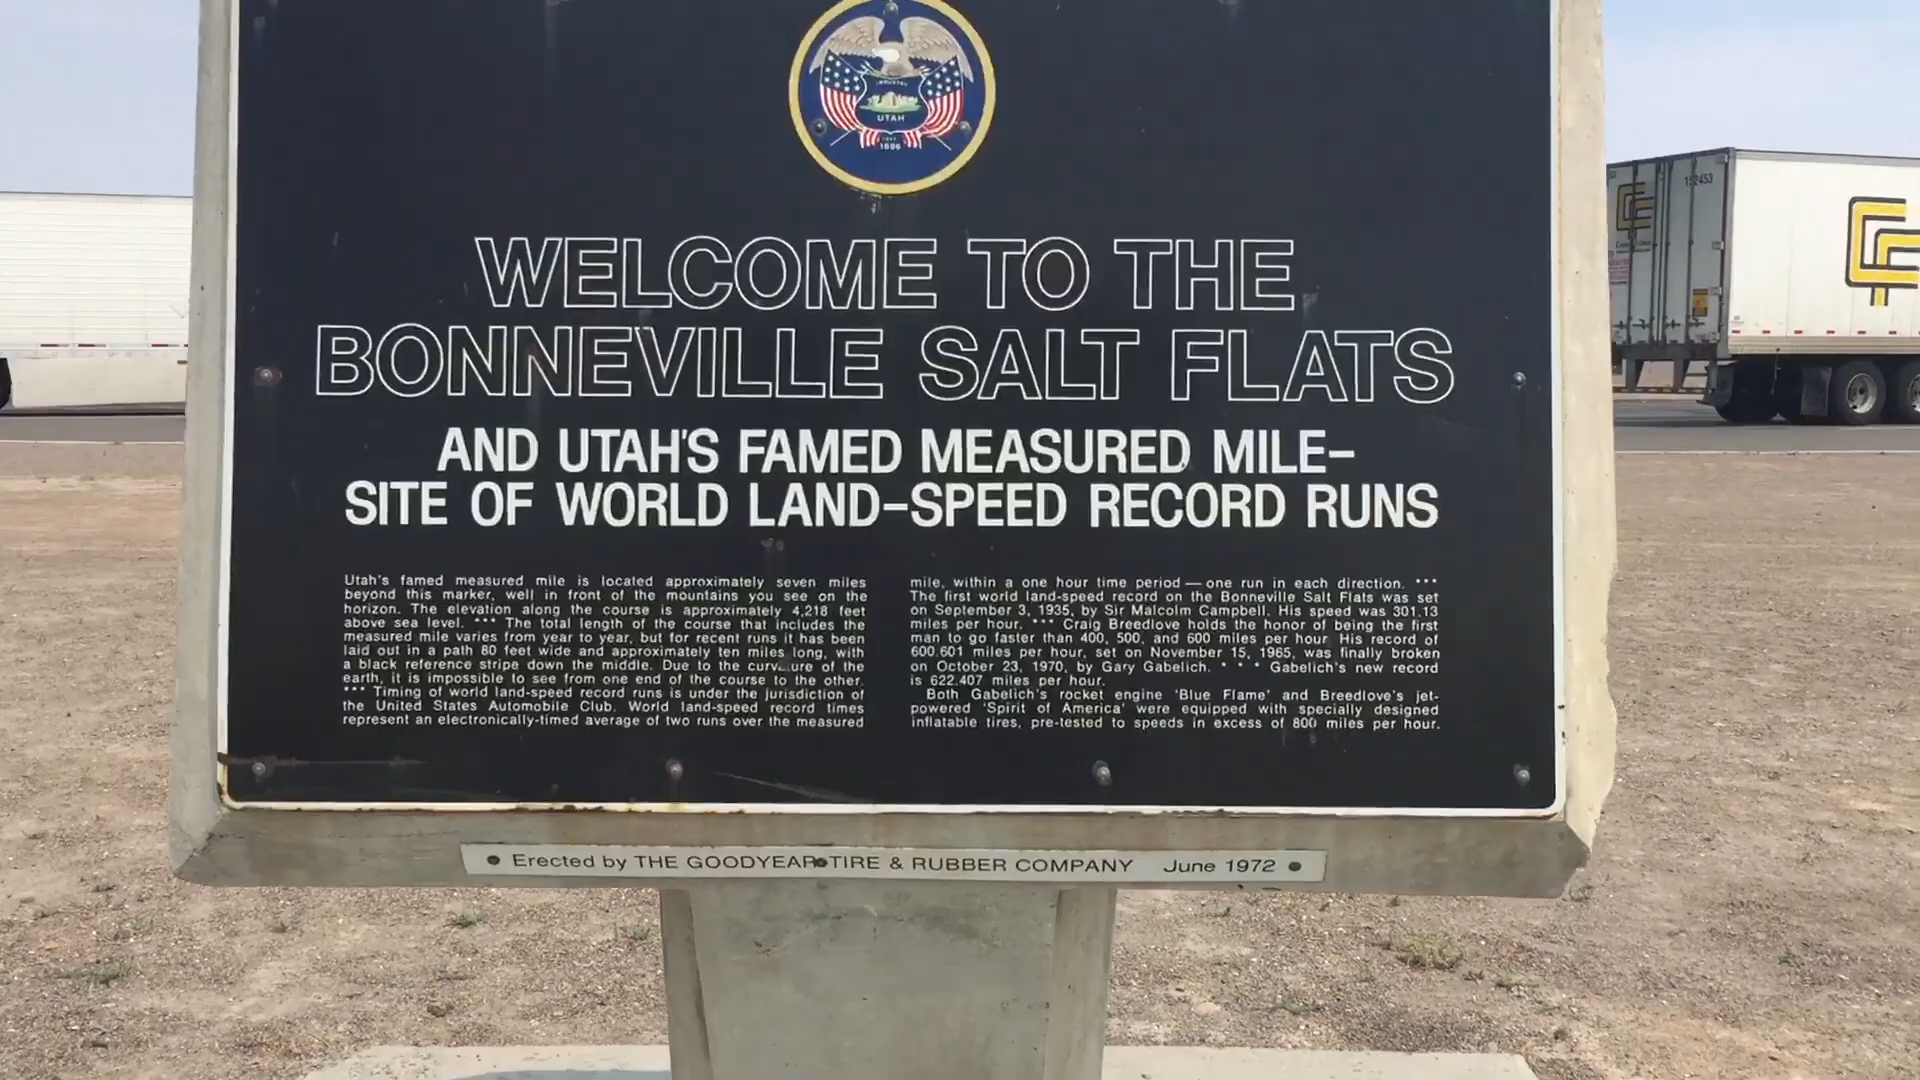 INDUSTRY
UTAH
1896
WELCOME TO THE
BONNEVILLE SALT FLATS
AND UTAH'S FAMED MEASURED MILE–
SITE OF WORLD LAND–SPEED RECORD RUNS
Utah's famed measured mile is located approximately seven miles
beyond this marker, well in front of the mountains you see on the
horizon. The elevation along the course is approximately 4,218 feet
above sea level. *** The total length of the course that includes the
measured mile varies from year to year, but for recent runs it has been
laid out in a path 80 feet wide and approximately ten miles long, with
a black reference stripe down the middle. Due to the curvature of the
earth, it is impossible to see from one end of the course to the other.
*** Timing of world land-speed record runs is under the jurisdiction of
the United States Automobile Club. World land-speed record times
represent an electronically-timed average of two runs over the measured
mile, within a one hour time period — one run in each direction. ***
The first world land-speed record on the Bonneville Salt Flats was set
on September 3, 1935, by Sir Malcolm Campbell. His speed was 301.13
miles per hour. *** Craig Breedlove holds the honor of being the first
man to go faster than 400, 500, and 600 miles per hour. His record of
600.601 miles per hour, set on November 15, 1965, was finally broken
on October 23, 1970, by Gary Gabelich. * * * Gabelich's new record
is 622.407 miles per hour.
Both Gabelich's rocket engine 'Blue Flame' and Breedlove's jet-
powered 'Spirit of America' were equipped with specially designed
inflatable tires, pre-tested to speeds in excess of 800 miles per hour.
Erected by THE GOODYEAR TIRE & RUBBER COMPANY June 1972